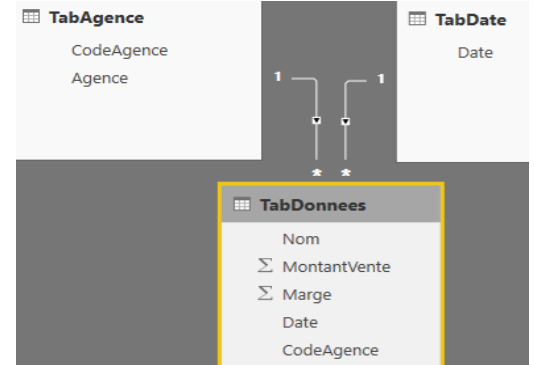 TabAgence
CodeAgence
Agence
TabDate
Date
1
1
*
*
TabDonnees
Nom
Σ MontantVente
Σ Marge
Date
CodeAgence